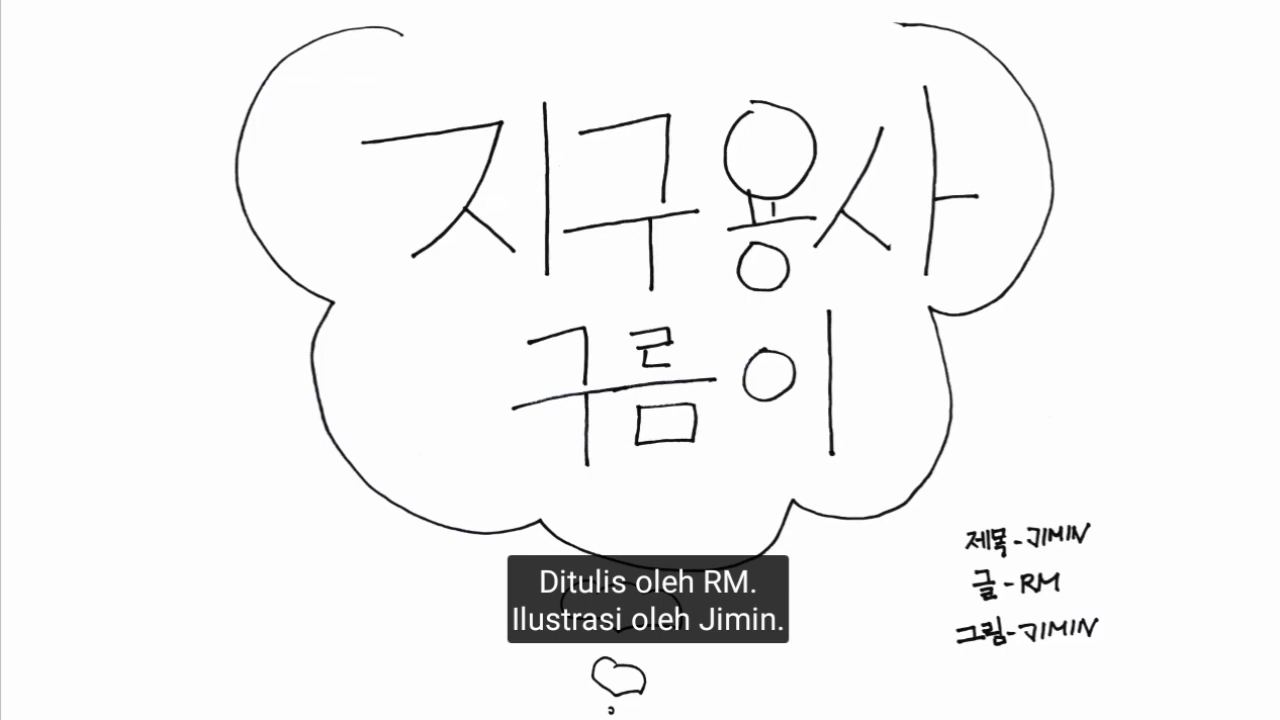 지구용사
구름이
제목-JIMIN
글-RM
그림-JIMIN
Ditulis oleh RM.
Ilustrasi oleh Jimin.